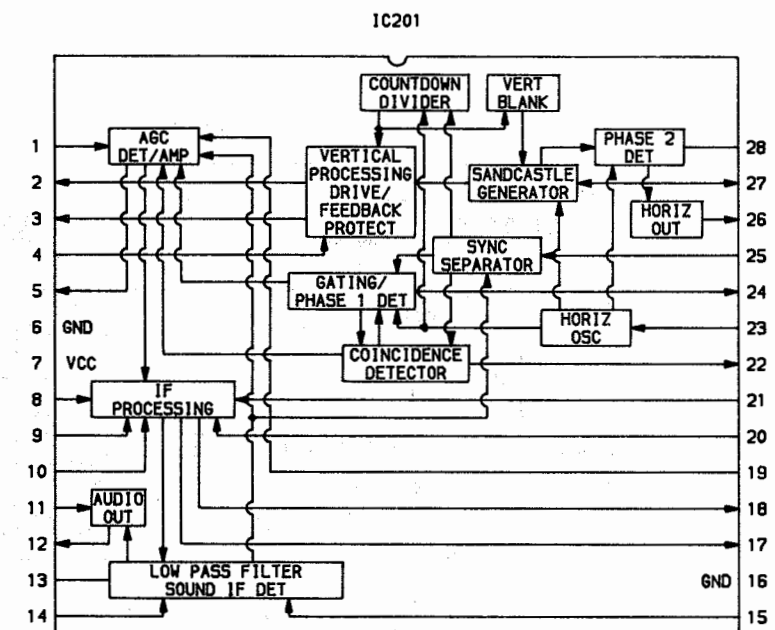 IC201
COUNTDOWN
DIVIDER
VERT
BLANK
1
AGC
DET/AMP
PHASE 2
DET
28
VERTICAL
PROCESSING
DRIVE/
FEEDBACK
PROTECT
2
SANDCASTLE
GENERATOR
27
3
HORIZ
OUT
26
4
SYNC
SEPARATOR
25
5
GATING/
PHASE 1 DET
24
6
GND
HORIZ
OSC
23
7
VCC
COINCIDENCE
DETECTOR
22
8
IF
PROCESSING
21
9
20
10
19
11
AUDIO
OUT
18
12
17
13
LOW PASS FILTER
SOUND IF DET
GND
16
14
15